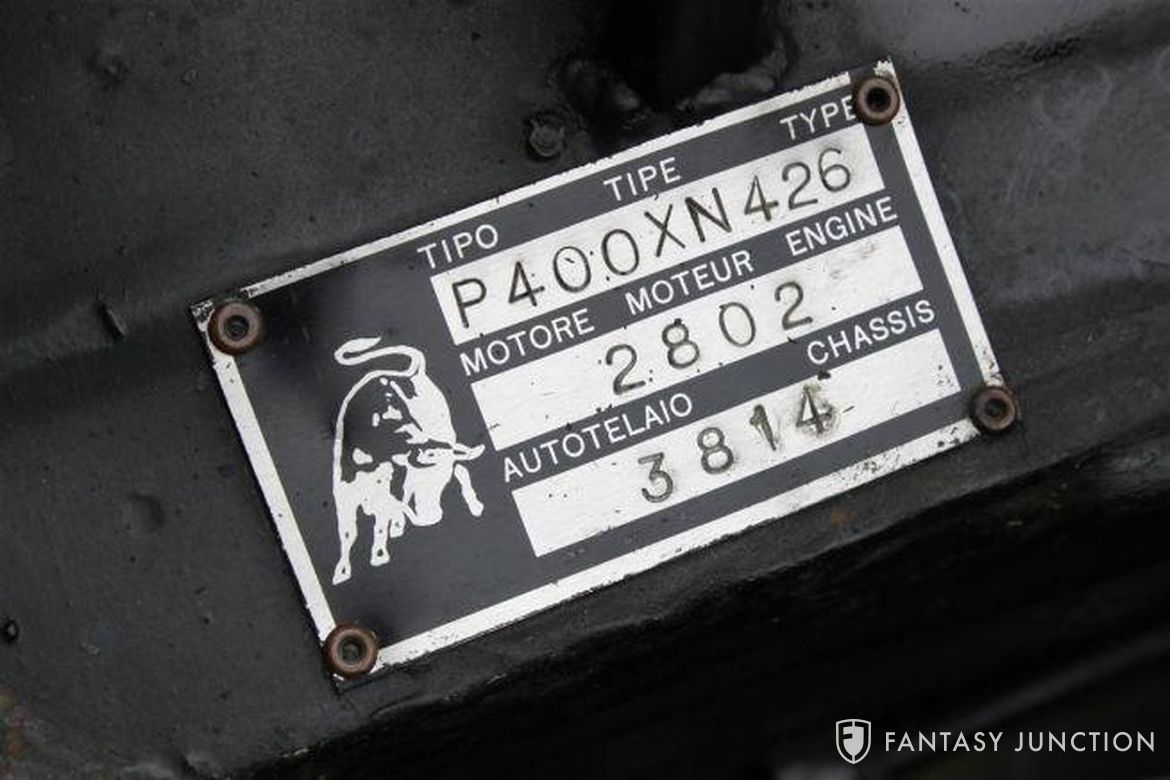 TIPO TIPE TYPE
P400XN426
MOTORE MOTEUR ENGINE
2802
AUTOTELAIO CHASSIS
3814
FANTASY JUNCTION